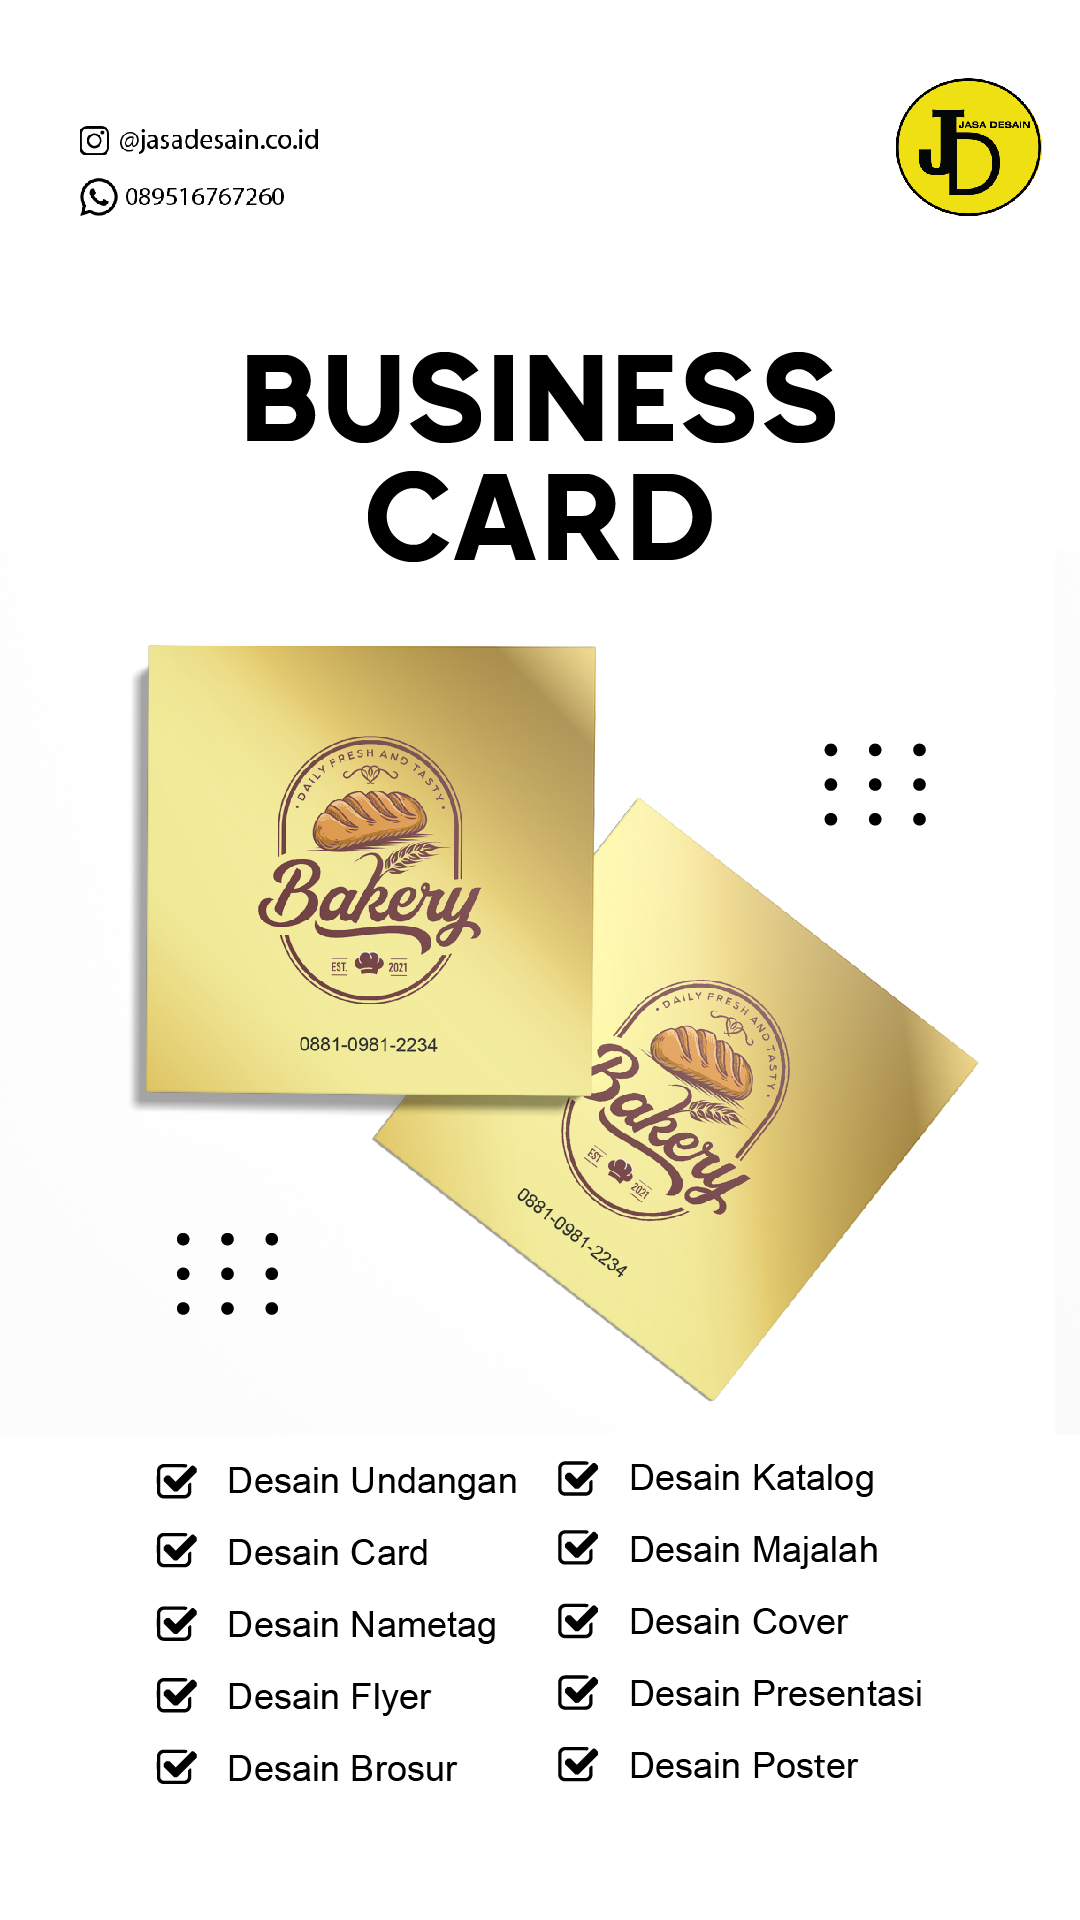 @jasadesain.co.id
089516767260
JD
JASA DESAIN
BUSINESS
CARD
• DAILY FRESH AND TASTY •
Bakery
EST. 2021
0881-0981-2234
• DAILY FRESH AND TASTY •
Bakery
EST. 2021
0881-0981-2234
Desain Undangan
Desain Card
Desain Nametag
Desain Flyer
Desain Brosur
Desain Katalog
Desain Majalah
Desain Cover
Desain Presentasi
Desain Poster